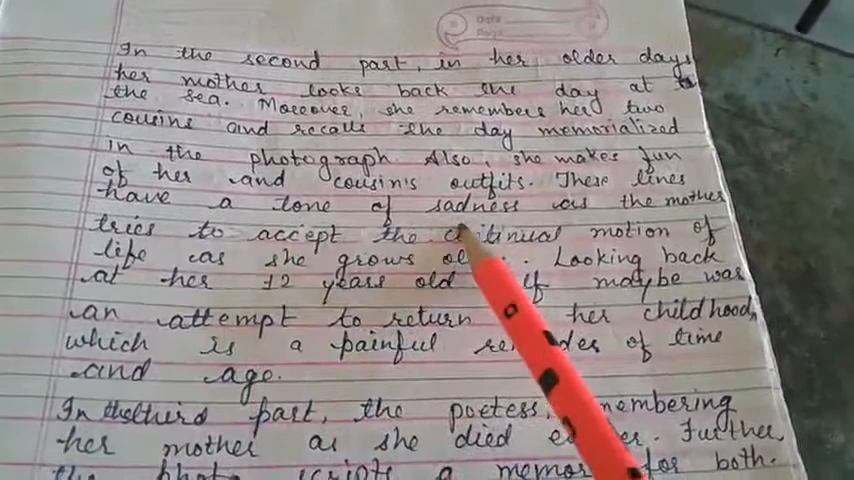 Date
Page
In the second part, in her older days
her mother looks back the day at
the sea. Moreover, she remembers her two
cousins and recalls the day memorialized
in the photograph. Also, she makes fun
of her and cousin's outfits. These lines
have a tone of sadness as the mother
tries to accept the motion of
life as she grows Looking back
at her 12 years old maybe was
an attempt to return her childhood,
which is a painful of time
and age.
In the third part, the poetess remembering
her mother as she died Further
the photo scripts a for both.